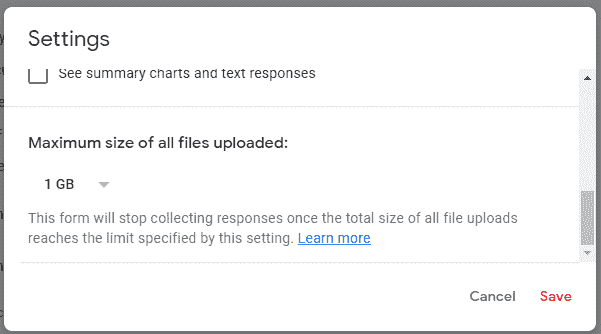 Settings
See summary charts and text responses
Maximum size of all files uploaded:
1 GB
This form will stop collecting responses once the total size of all file uploads
reaches the limit specified by this setting. Learn more
Cancel Save